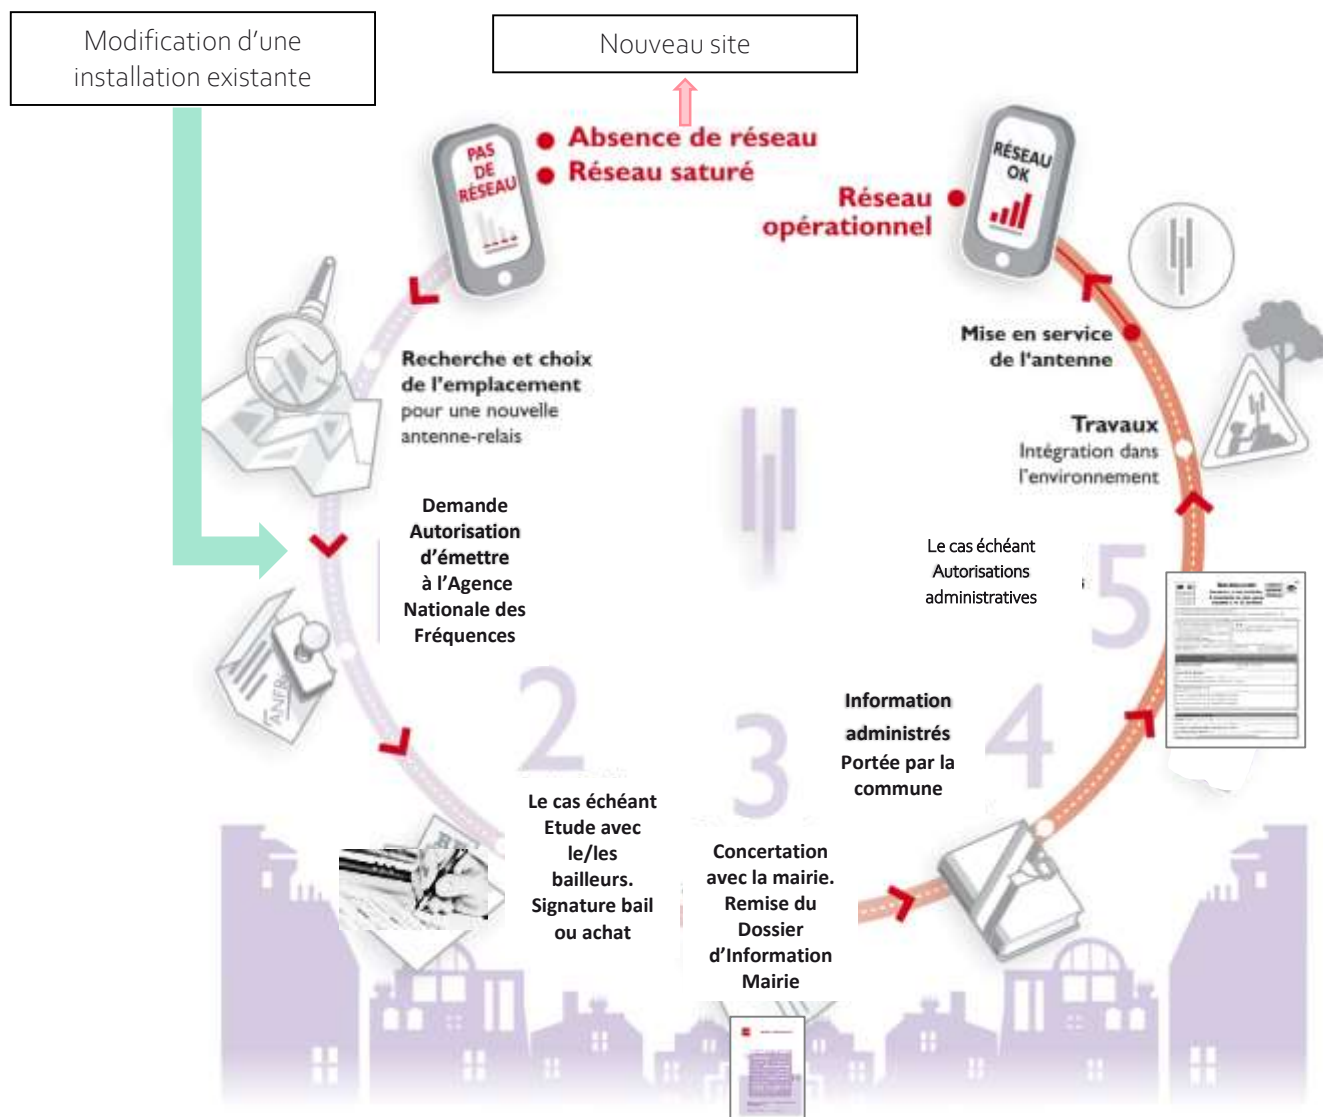 Modification d'une
installation existante
Nouveau site
PAS
DE
RÉSEAU
Absence de réseau
Réseau saturé
RÉSEAU
OK
Réseau
opérationnel
Recherche et choix
de l'emplacement
pour une nouvelle
antenne-relais
Demande
Autorisation
d'émettre
à l'Agence
Nationale des
Fréquences
ANFR
2
Le cas échéant
Etude avec
le/les
bailleurs.
Signature bail
ou achat
3
Concertation
avec la mairie.
Remise du
Dossier
d'Information
Mairie
4
Information
administrés
Portée par la
commune
5
Le cas échéant
Autorisations
administratives
Travaux
Intégration dans
l'environnement
Mise en service
de l'antenne